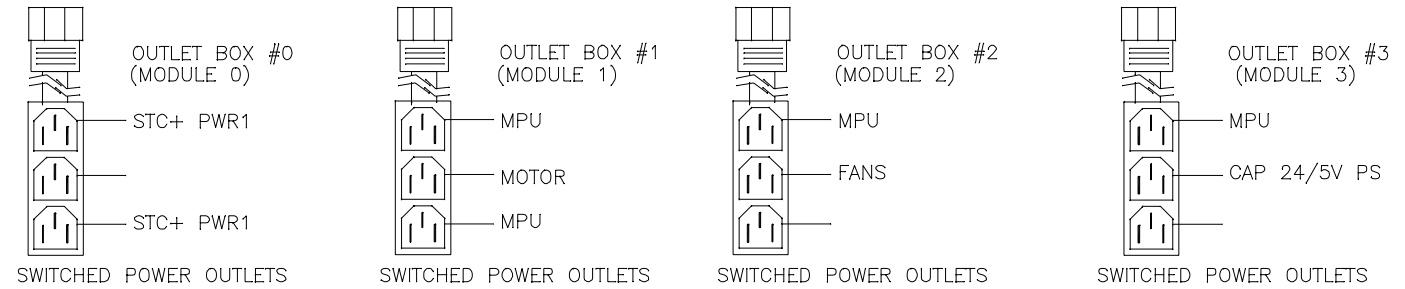 OUTLET BOX #0
(MODULE 0)
STC+ PWR1
STC+ PWR1
SWITCHED POWER OUTLETS
OUTLET BOX #1
(MODULE 1)
MPU
MOTOR
MPU
SWITCHED POWER OUTLETS
OUTLET BOX #2
(MODULE 2)
MPU
FANS
SWITCHED POWER OUTLETS
OUTLET BOX #3
(MODULE 3)
MPU
CAP 24/5V PS
SWITCHED POWER OUTLETS